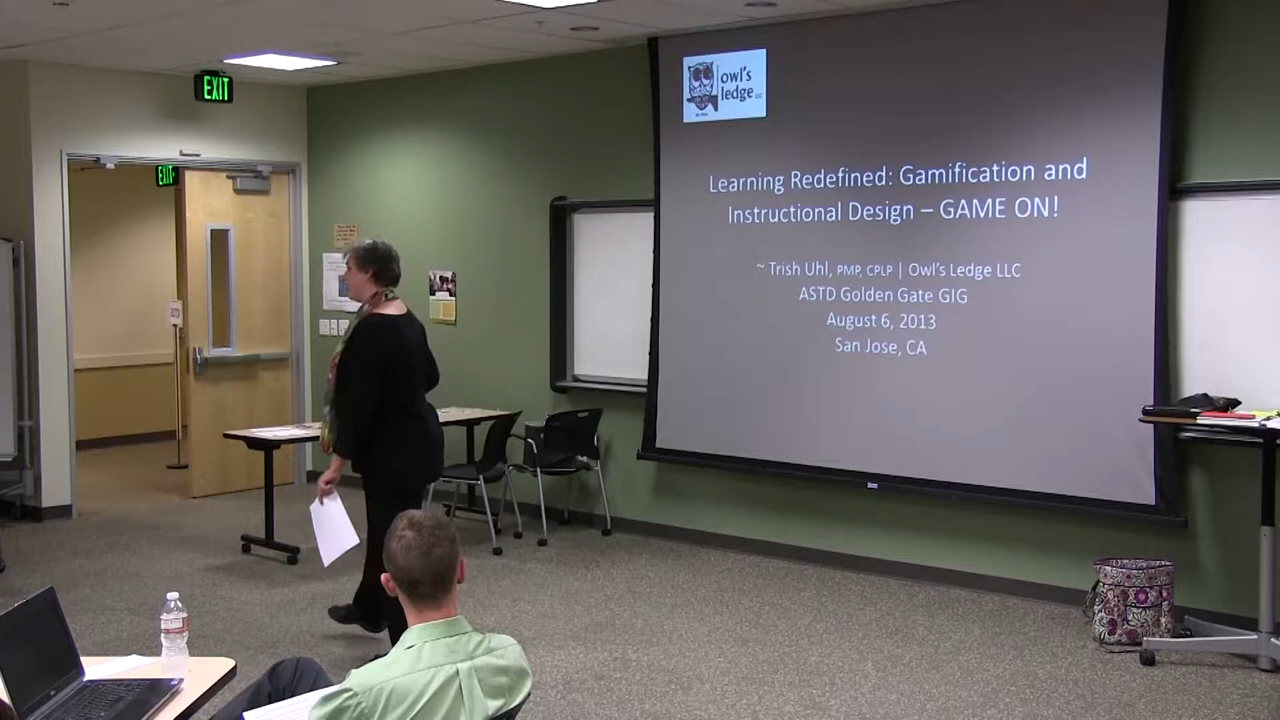 EXIT
EXIT
owl's
ledge LLC
Learning Redefined: Gamification and
Instructional Design – GAME ON!
~ Trish Uhl, PMP, CPLP | Owl's Ledge LLC
ASTD Golden Gate GIG
August 6, 2013
San Jose, CA